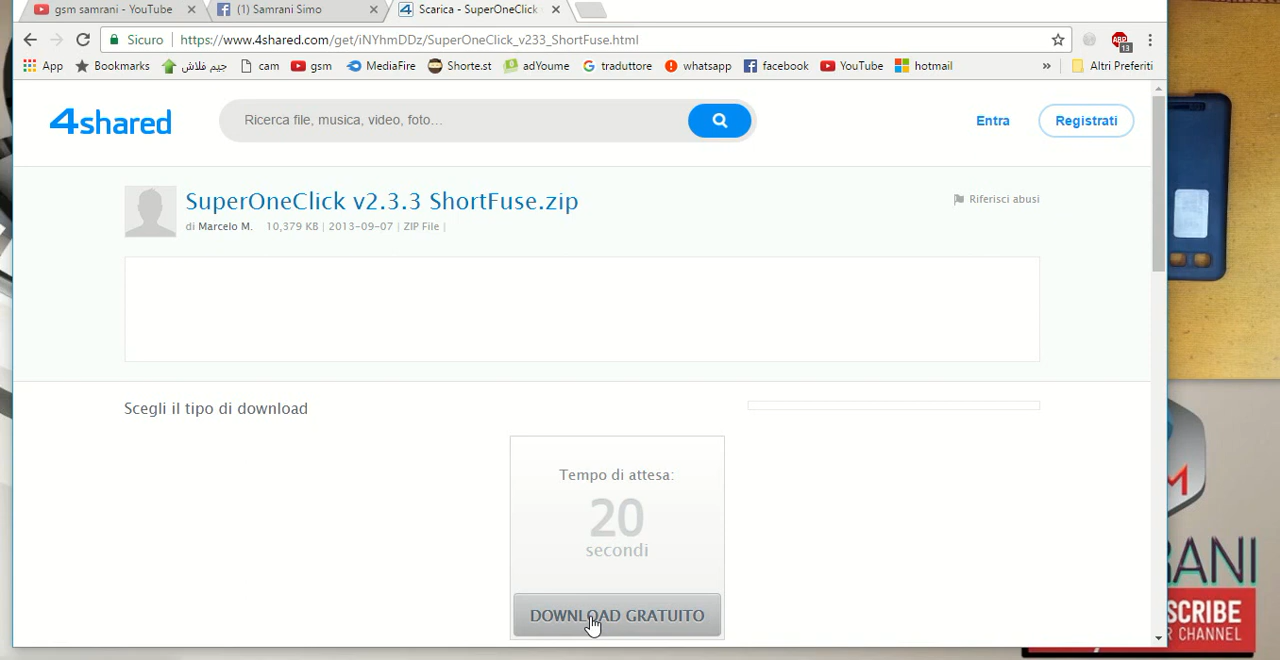 gsm samrani - YouTube
(1) Samrani Simo
Scarica - SuperOneClick
Sicuro
https://www.4shared.com/get/iNYhmDDz/SuperOneClick_v233_ShortFuse.html
ABP
13
App
Bookmarks
جيم فلاش
cam
gsm
MediaFire
Shorte.st
adYoume
traduttore
whatsapp
facebook
YouTube
hotmail
»
Altri Preferiti
4shared
Ricerca file, musica, video, foto...
Entra
Registrati
SuperOneClick v2.3.3 ShortFuse.zip
Riferisci abusi
di Marcelo M. 10,379 KB | 2013-09-07 | ZIP File |
Scegli il tipo di download
Tempo di attesa:
20
secondi
DOWNLOAD GRATUITO
M
RANI
SCRIBE
R CHANNEL